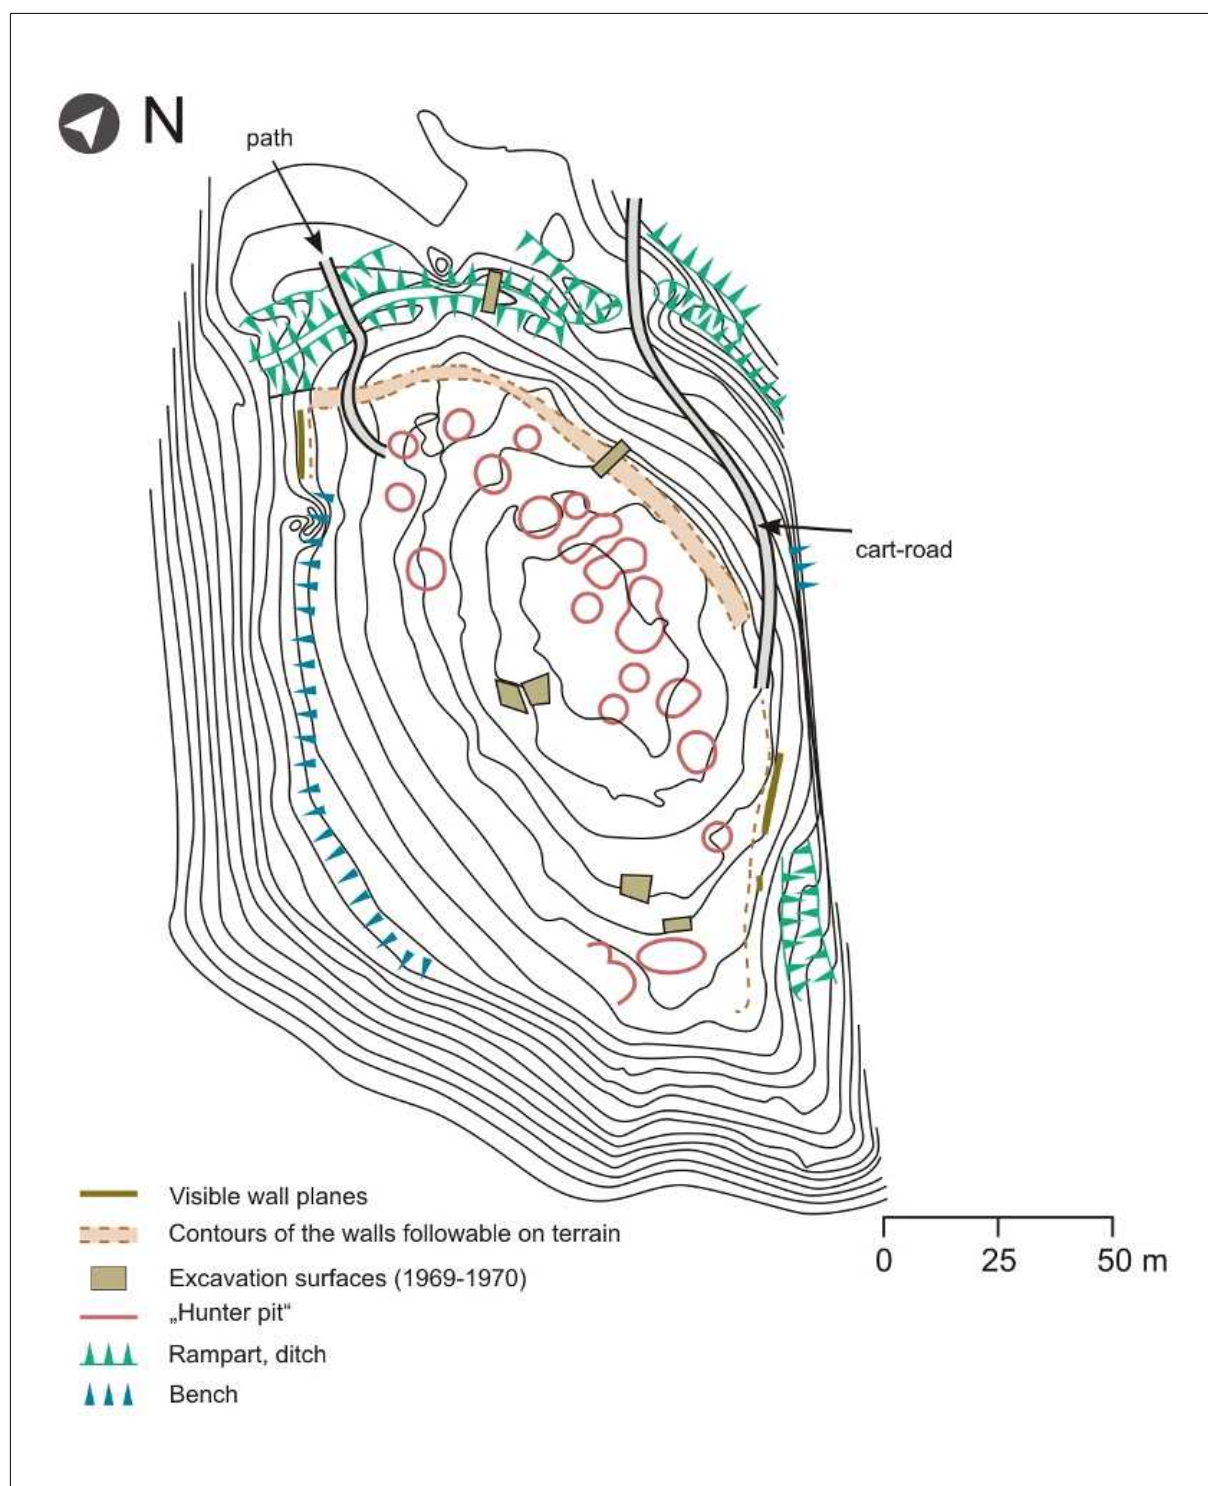 N
path
cart-road
Visible wall planes
Contours of the walls followable on terrain
Excavation surfaces (1969-1970)
„Hunter pit“
Rampart, ditch
Bench
0 25 50 m